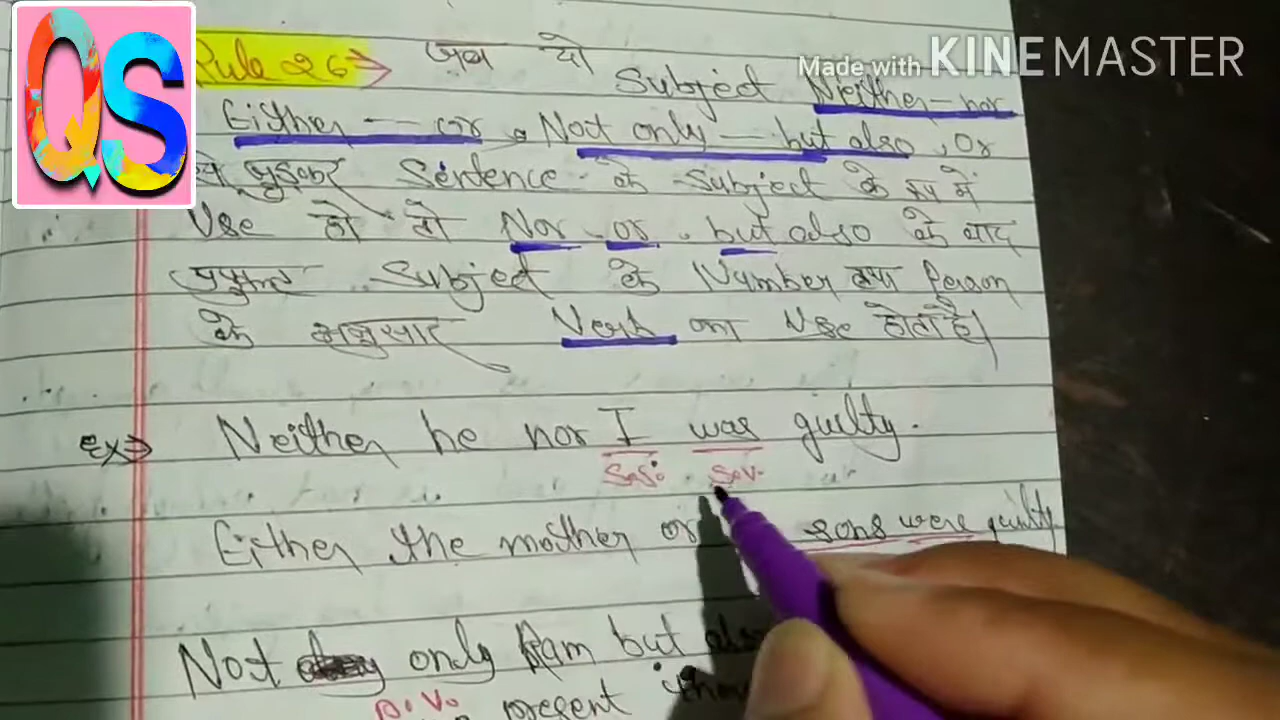 QS
Made with KINEMASTER
Rule 26 ⇒ जब दो Subject Neither - nor
Either --- or , Not only — but also , Or
से जुड़कर Sentence के Subject के रूप में
Use हो तो Nor , or , but also के बाद
प्रयुक्त Subject के Number तथा Person
के अनुसार Verb का Use होता है।
Ex⇒ Neither he nor I was guilty.
S.S. S.V.
Either the mother or sons were guilty
Not only Ram but also
P.V.
present